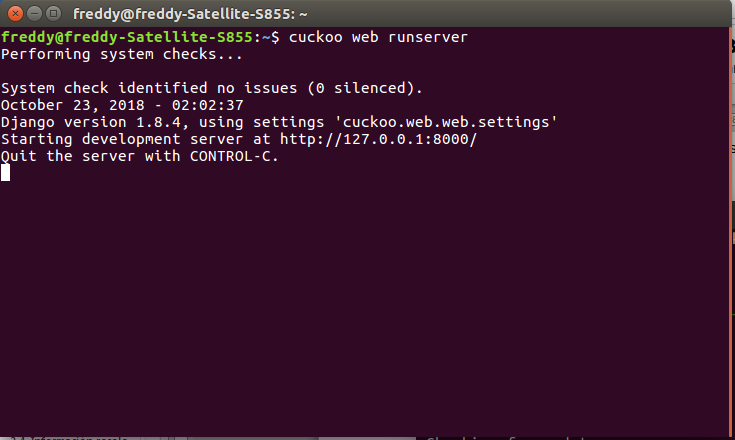 freddy@freddy-Satellite-S855: ~
freddy@freddy-Satellite-S855:~$ cuckoo web runserver
Performing system checks...
System check identified no issues (0 silenced).
October 23, 2018 - 02:02:37
Django version 1.8.4, using settings 'cuckoo.web.web.settings'
Starting development server at http://127.0.0.1:8000/
Quit the server with CONTROL-C.